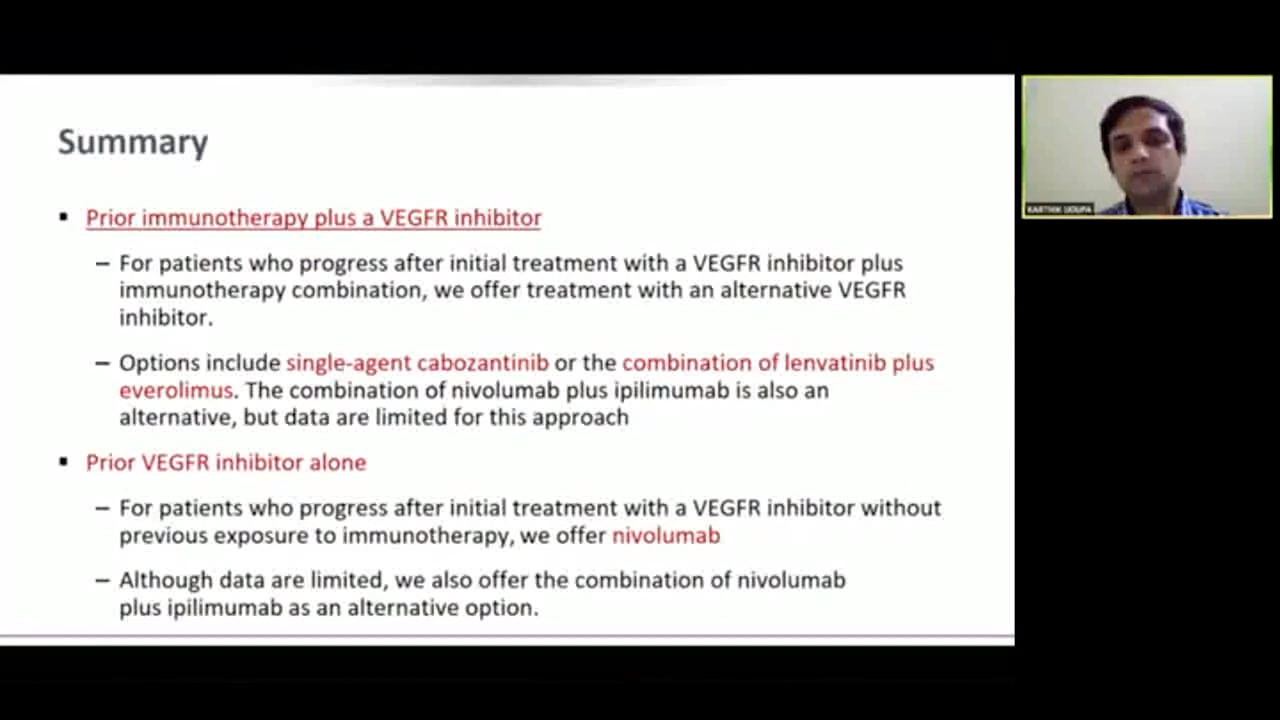 Summary
▪ Prior immunotherapy plus a VEGFR inhibitor
– For patients who progress after initial treatment with a VEGFR inhibitor plus
immunotherapy combination, we offer treatment with an alternative VEGFR
inhibitor.
– Options include single-agent cabozantinib or the combination of lenvatinib plus
everolimus. The combination of nivolumab plus ipilimumab is also an
alternative, but data are limited for this approach
▪ Prior VEGFR inhibitor alone
– For patients who progress after initial treatment with a VEGFR inhibitor without
previous exposure to immunotherapy, we offer nivolumab
– Although data are limited, we also offer the combination of nivolumab
plus ipilimumab as an alternative option.
KARTHIK UDUPA